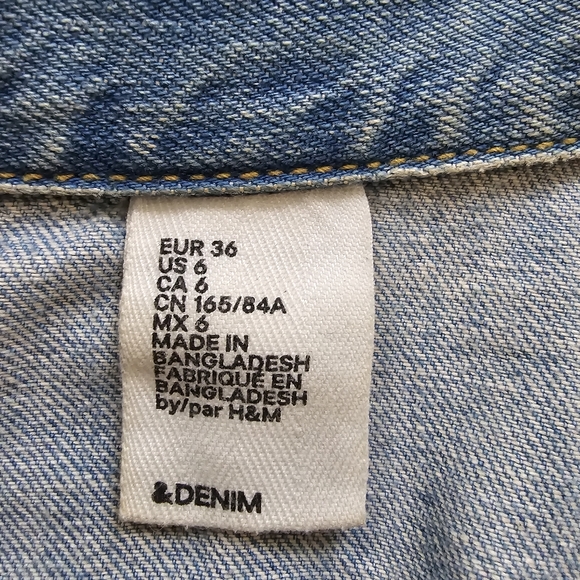 EUR 36
US 6
CA 6
CN 165/84A
MX 6
MADE IN
BANGLADESH
FABRIQUÉ EN
BANGLADESH
by/par H&M
&DENIM